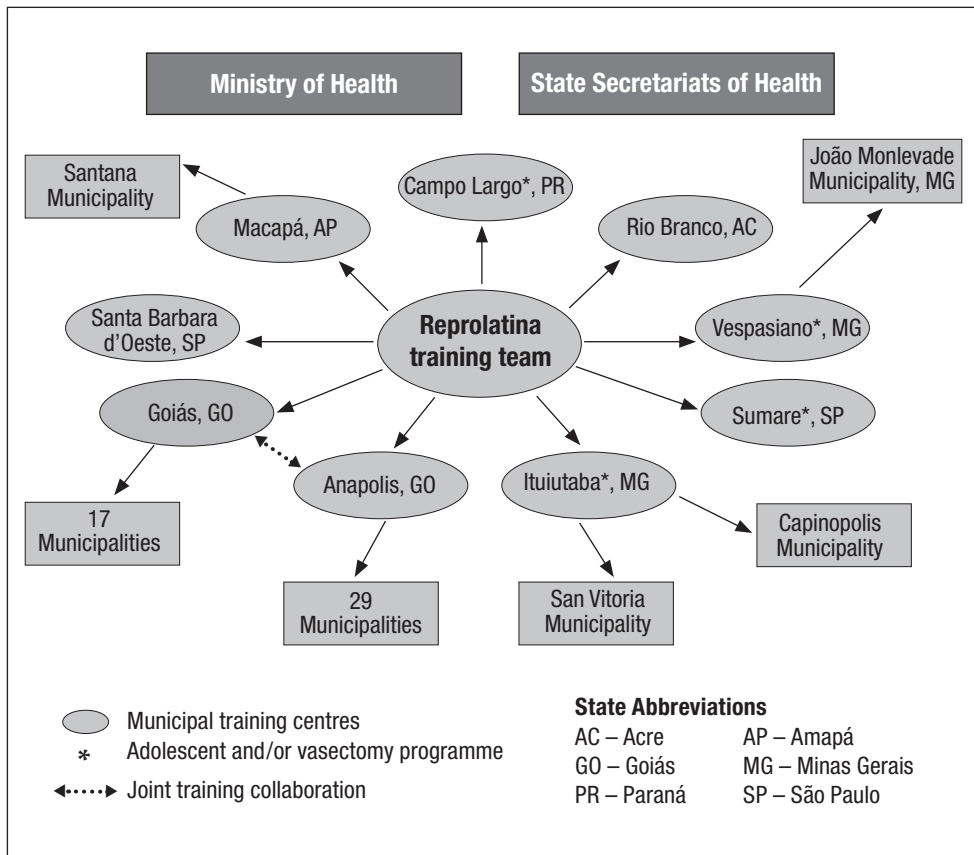 Ministry of Health
State Secretariats of Health
Santana
Municipality
Campo Largo*, PR
João Monlevade
Municipality, MG
Macapá, AP
Rio Branco, AC
Santa Barbara
d'Oeste, SP
Reprolatina
training team
Vespasiano*, MG
Goiás, GO
Sumare*, SP
Anapolis, GO
Ituiutaba*, MG
17
Municipalities
Capinopolis
Municipality
29
Municipalities
San Vitoria
Municipality
Municipal training centres
* Adolescent and/or vasectomy programme
Joint training collaboration
State Abbreviations
AC – Acre AP – Amapá
GO – Goiás MG – Minas Gerais
PR – Paraná SP – São Paulo